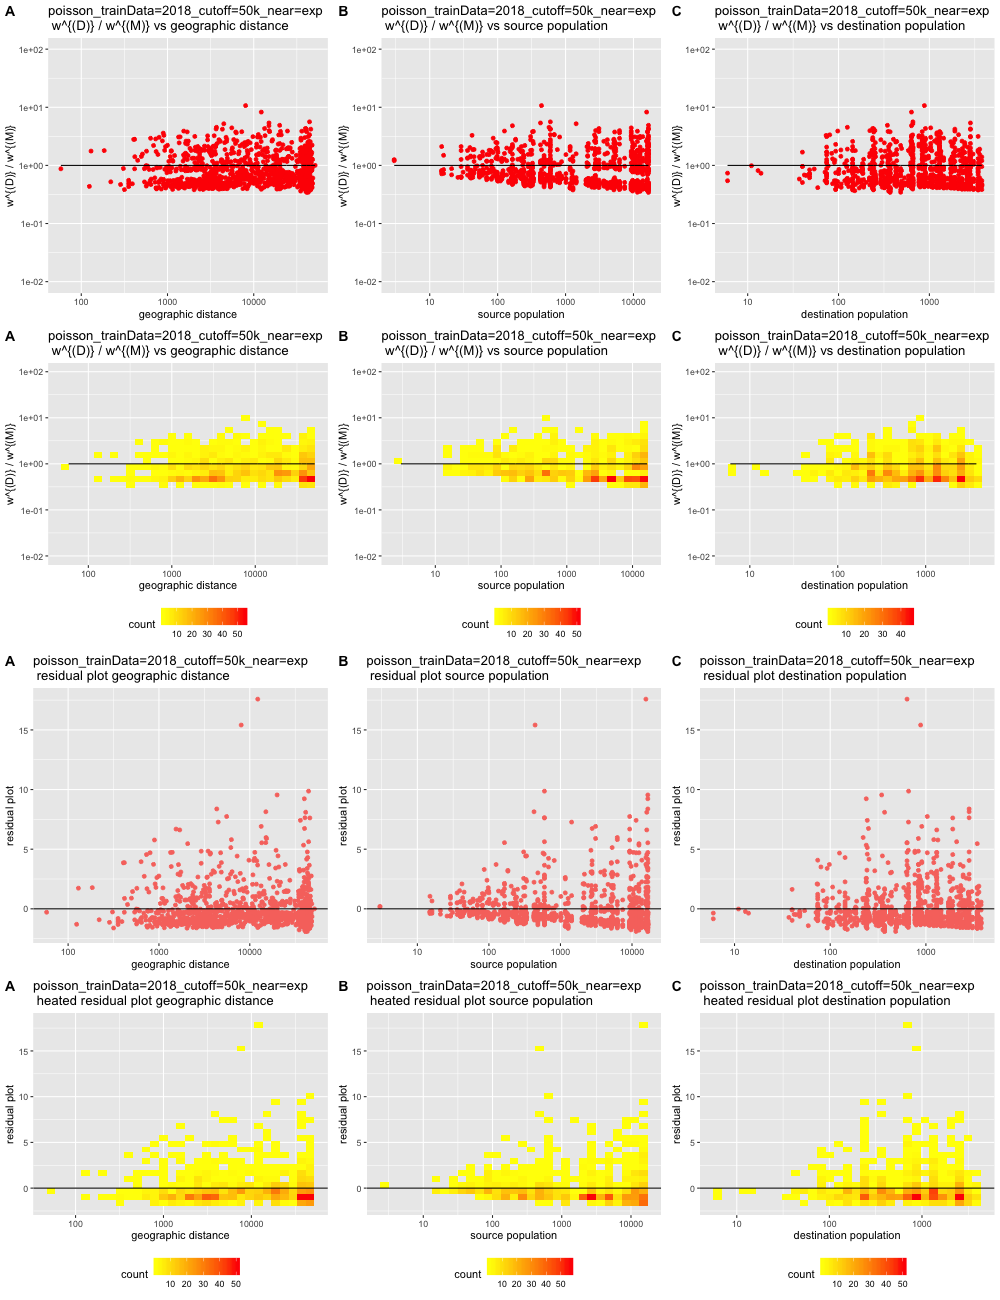 A
poisson_trainData=2018_cutoff=50k_near=exp
w^{(D)} / w^{(M)} vs geographic distance
1e+02
1e+01
1e+00
1e-01
1e-02
w^{(D)} / w^{(M)}
100
1000
10000
geographic distance
B
poisson_trainData=2018_cutoff=50k_near=exp
w^{(D)} / w^{(M)} vs source population
1e+02
1e+01
1e+00
1e-01
1e-02
w^{(D)} / w^{(M)}
10
100
1000
10000
source population
C
poisson_trainData=2018_cutoff=50k_near=exp
w^{(D)} / w^{(M)} vs destination population
1e+02
1e+01
1e+00
1e-01
1e-02
w^{(D)} / w^{(M)}
10
100
1000
destination population
A
poisson_trainData=2018_cutoff=50k_near=exp
w^{(D)} / w^{(M)} vs geographic distance
1e+02
1e+01
1e+00
1e-01
1e-02
w^{(D)} / w^{(M)}
100
1000
10000
geographic distance
count
10 20 30 40 50
B
poisson_trainData=2018_cutoff=50k_near=exp
w^{(D)} / w^{(M)} vs source population
1e+02
1e+01
1e+00
1e-01
1e-02
w^{(D)} / w^{(M)}
10
100
1000
10000
source population
count
10 20 30 40 50
C
poisson_trainData=2018_cutoff=50k_near=exp
w^{(D)} / w^{(M)} vs destination population
1e+02
1e+01
1e+00
1e-01
1e-02
w^{(D)} / w^{(M)}
10
100
1000
destination population
count
10 20 30 40
A
poisson_trainData=2018_cutoff=50k_near=exp
residual plot geographic distance
15
10
5
0
residual plot
100
1000
10000
geographic distance
B
poisson_trainData=2018_cutoff=50k_near=exp
residual plot source population
15
10
5
0
residual plot
10
100
1000
10000
source population
C
poisson_trainData=2018_cutoff=50k_near=exp
residual plot destination population
15
10
5
0
residual plot
10
100
1000
destination population
A
poisson_trainData=2018_cutoff=50k_near=exp
heated residual plot geographic distance
15
10
5
0
residual plot
100
1000
10000
geographic distance
count
10 20 30 40 50
B
poisson_trainData=2018_cutoff=50k_near=exp
heated residual plot source population
15
10
5
0
residual plot
10
100
1000
10000
source population
count
10 20 30 40 50
C
poisson_trainData=2018_cutoff=50k_near=exp
heated residual plot destination population
15
10
5
0
residual plot
10
100
1000
destination population
count
10 20 30 40 50